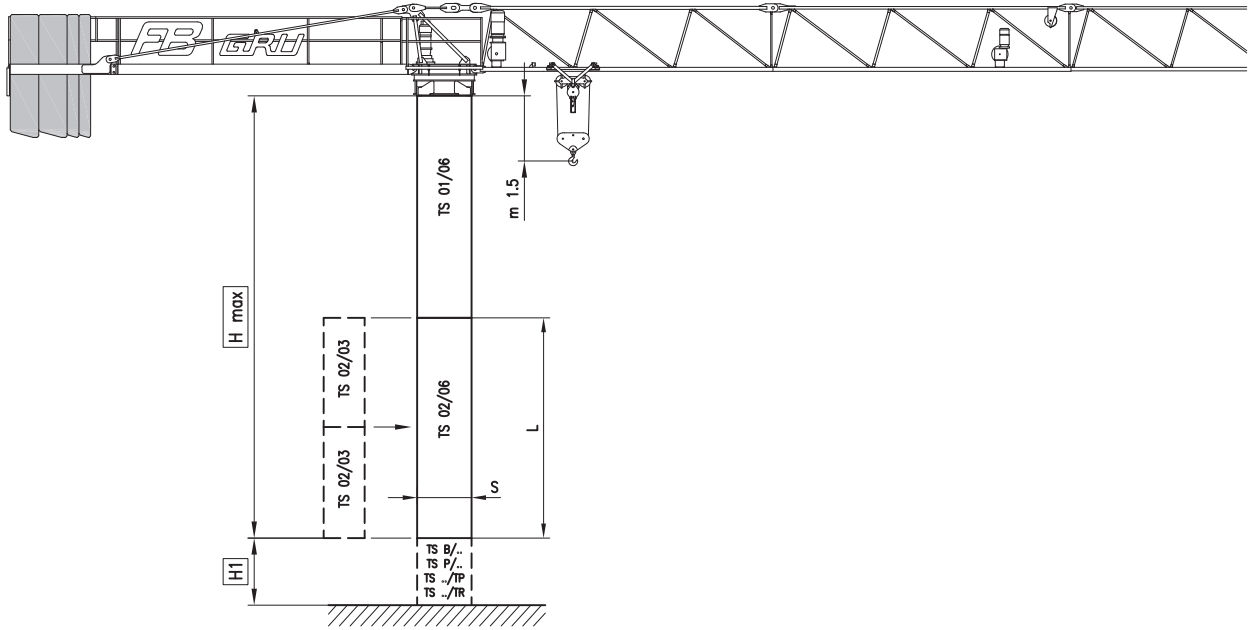 FB GRU
TS 01/06
m 1.5
H max
TS 02/03
TS 02/03
TS 02/06
L
S
H1
TS B/..
TS P/..
TS ../TP
TS ../TR